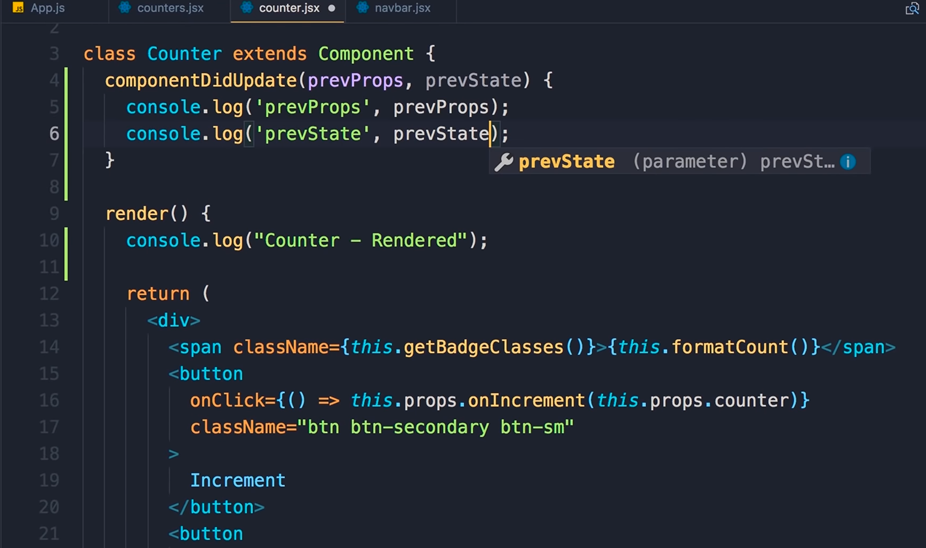 App.js counters.jsx counter.jsx navbar.jsx
2
3 class Counter extends Component {
4 componentDidUpdate(prevProps, prevState) {
5 console.log('prevProps', prevProps);
6 console.log('prevState', prevState);
7 }
prevState (parameter) prevSt…
8
9 render() {
10 console.log("Counter – Rendered");
11
12 return (
13 <div>
14 <span className={this.getBadgeClasses()}>{this.formatCount()}</span>
15 <button
16 onClick={() => this.props.onIncrement(this.props.counter)}
17 className="btn btn-secondary btn-sm"
18 >
19 Increment
20 </button>
21 <button